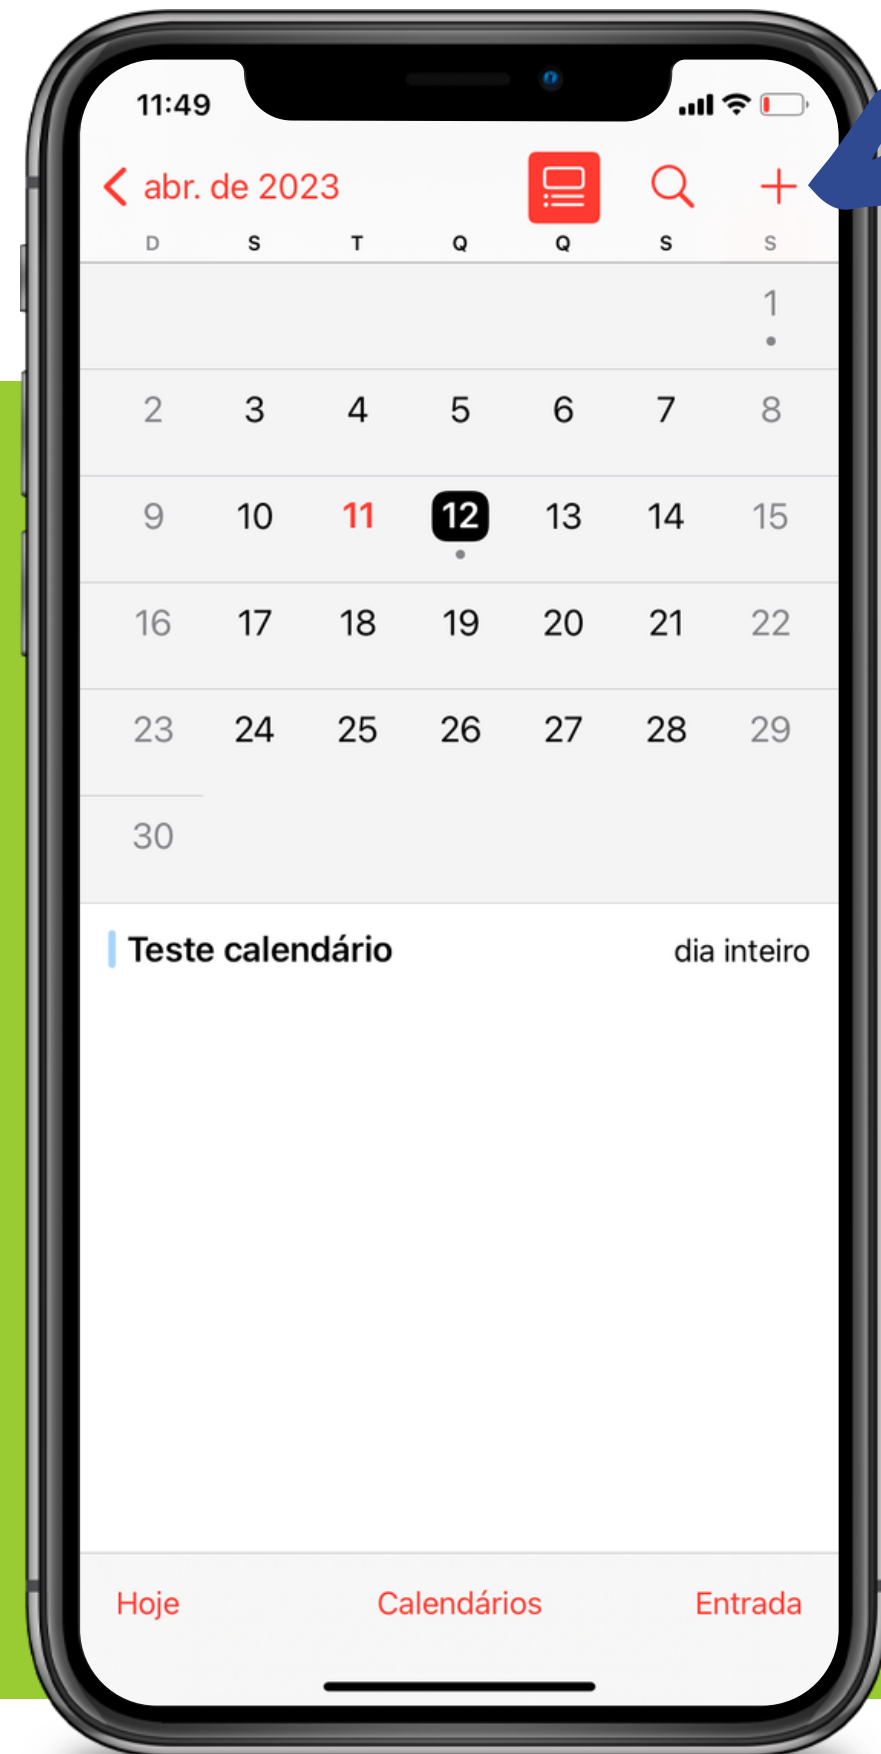 11:49
abr. de 2023
D S T Q Q S S
1
2 3 4 5 6 7 8
9 10 11 12 13 14 15
16 17 18 19 20 21 22
23 24 25 26 27 28 29
30
Teste calendário dia inteiro
Hoje Calendários Entrada